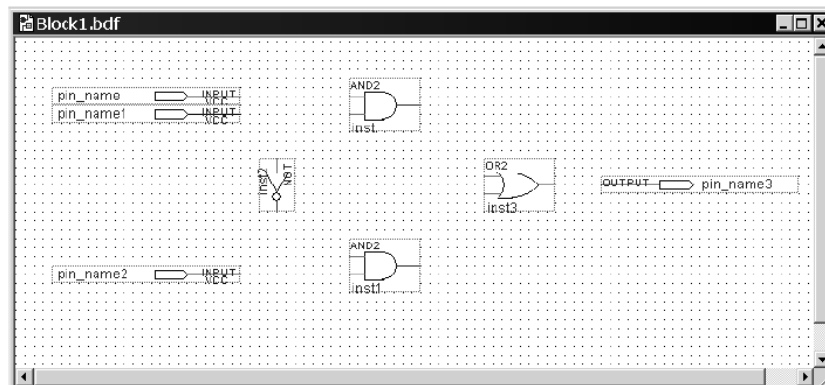 Block1.bdf
pin_name INPUT VCC
pin_name1 INPUT VCC
AND2
inst
inst2 NOT
OR2
inst3
OUTPUT pin_name3
AND2
inst1
pin_name2 INPUT VCC